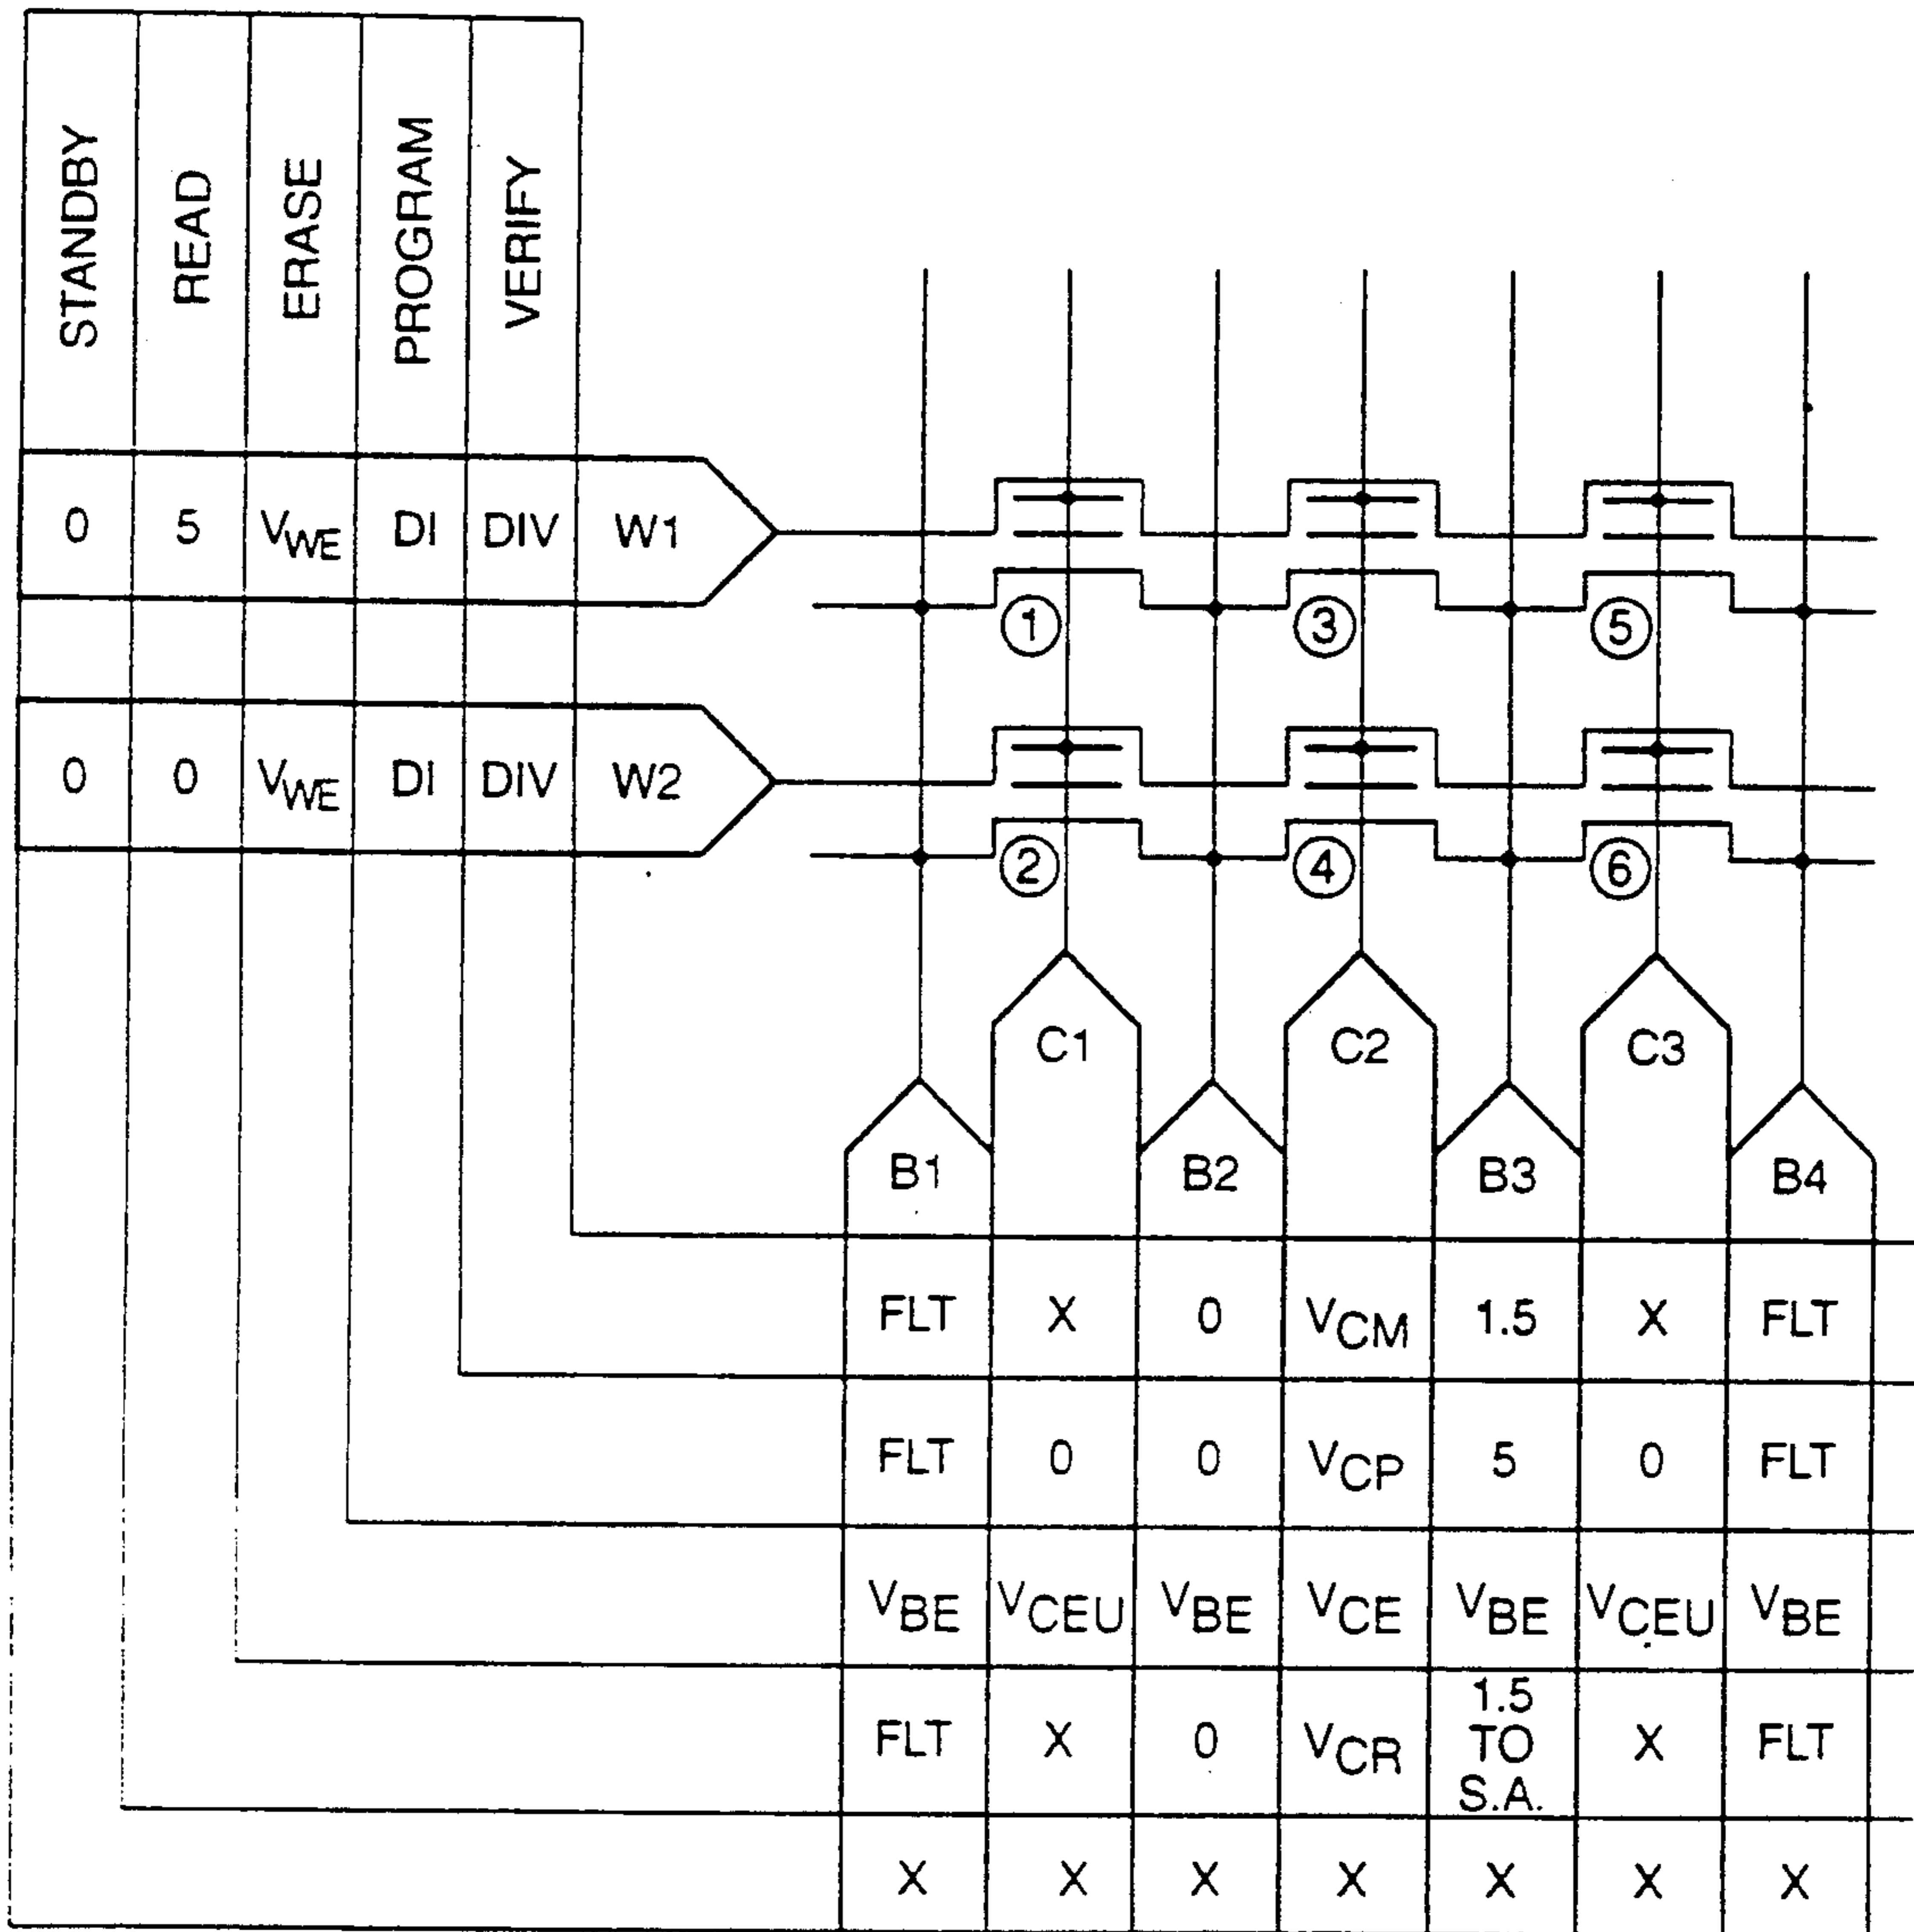 STANDBY
READ
ERASE
PROGRAM
VERIFY
0 5 VWE DI DIV W1
1 3 5
0 0 VWE DI DIV W2
2 4 6
C1 C2 C3
B1 B2 B3 B4
FLT X 0 VCM 1.5 X FLT
FLT 0 0 VCP 5 0 FLT
VBE VCEU VBE VCE VBE VCEU VBE
FLT X 0 VCR 1.5 TO S.A. X FLT
X X X X X X X